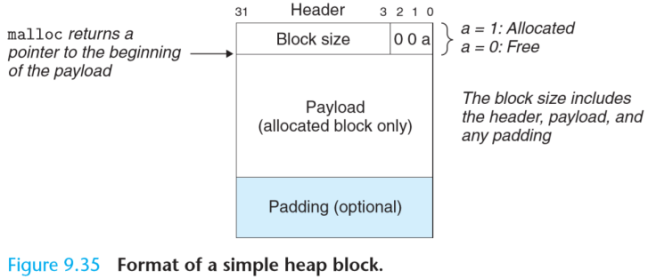 31 Header 3 2 1 0
malloc returns a
pointer to the beginning
of the payload
Block size
0 0 a
a = 1: Allocated
a = 0: Free
Payload
(allocated block only)
The block size includes
the header, payload, and
any padding
Padding (optional)
Figure 9.35 Format of a simple heap block.